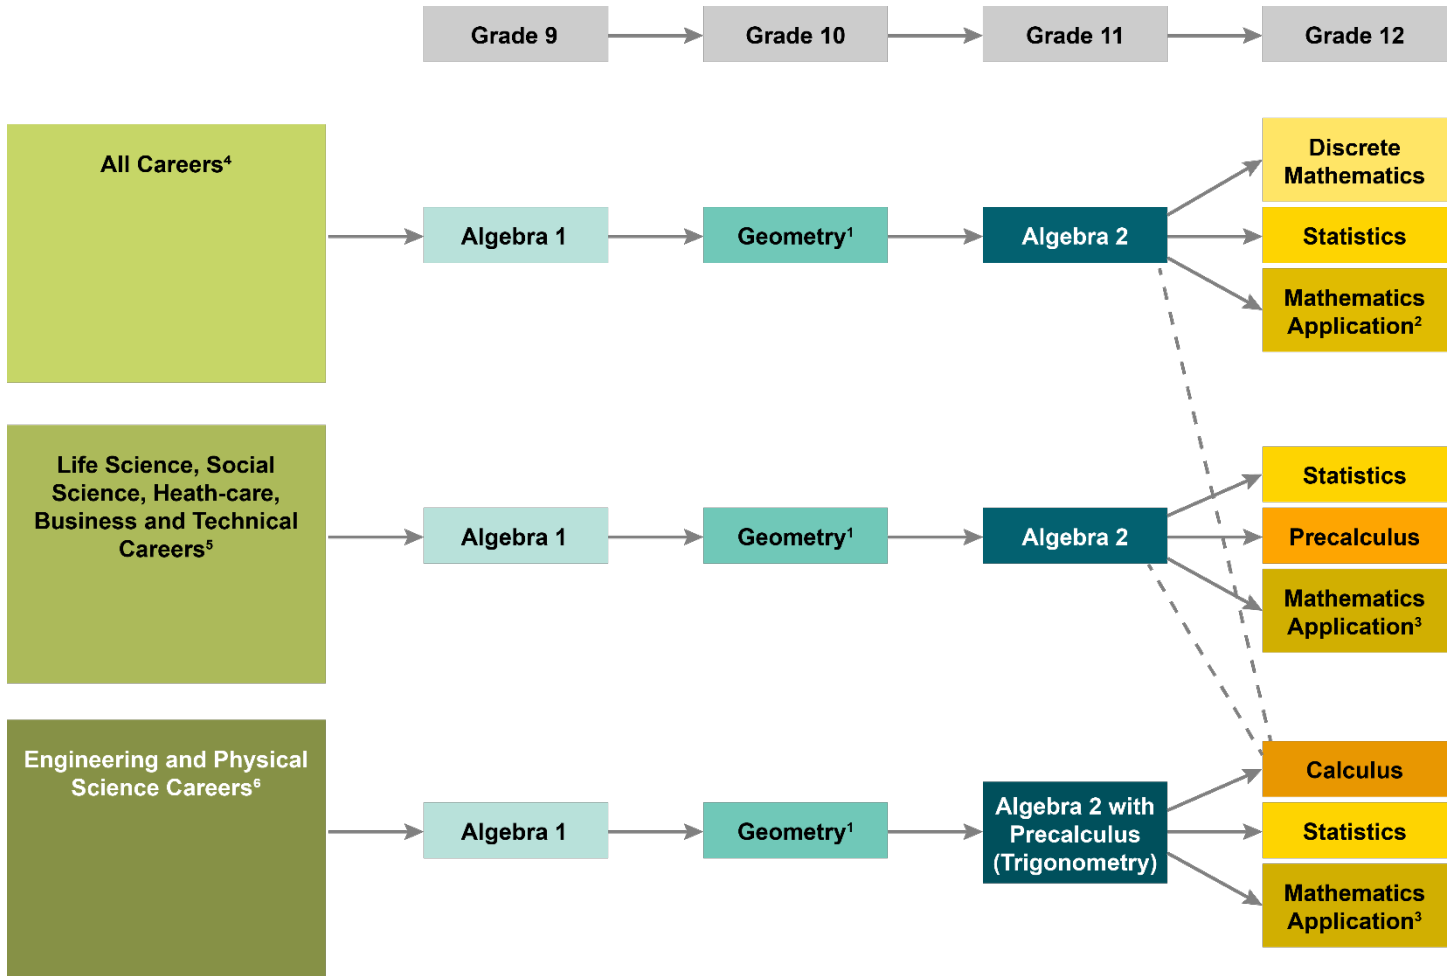 Grade 9
Grade 10
Grade 11
Grade 12
All Careers⁴
Algebra 1
Geometry¹
Algebra 2
Discrete
Mathematics
Statistics
Mathematics
Application²
Life Science, Social
Science, Heath-care,
Business and Technical
Careers⁵
Algebra 1
Geometry¹
Algebra 2
Statistics
Precalculus
Mathematics
Application³
Engineering and Physical
Science Careers⁶
Algebra 1
Geometry¹
Algebra 2 with
Precalculus
(Trigonometry)
Calculus
Statistics
Mathematics
Application³